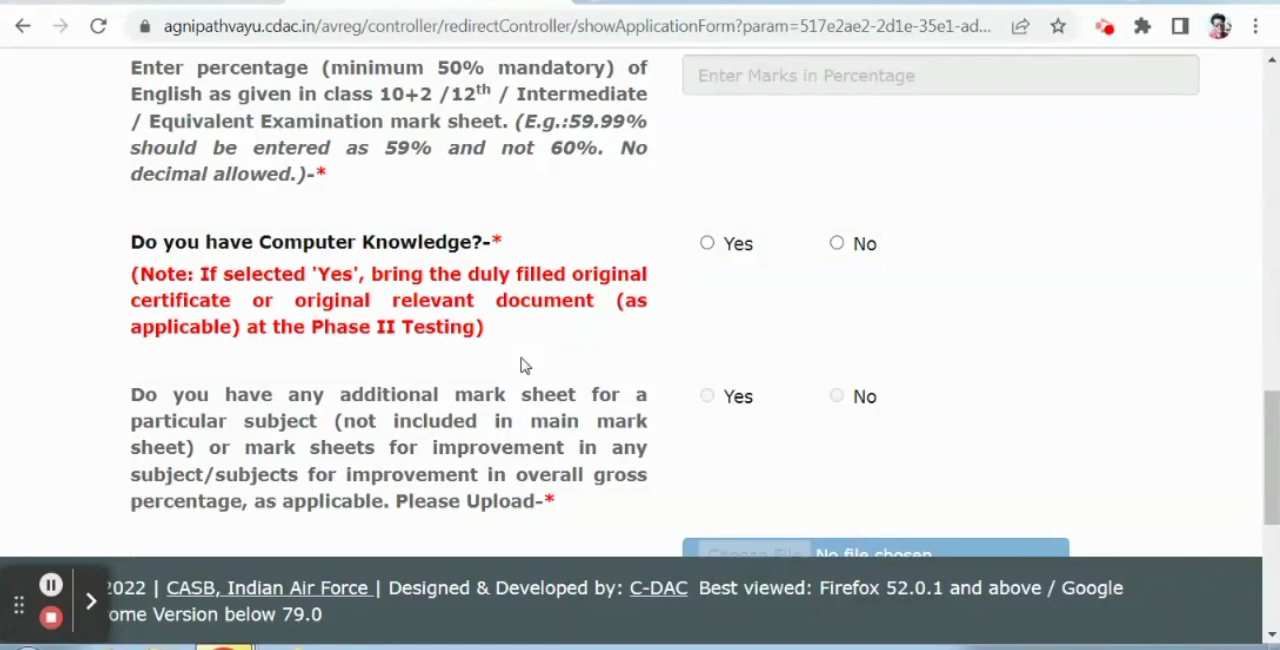 agnipathvayu.cdac.in/avreg/controller/redirectController/showApplicationForm?param=517e2ae2-2d1e-35e1-ad...
Enter percentage (minimum 50% mandatory) of
English as given in class 10+2 /12th / Intermediate
/ Equivalent Examination mark sheet. (E.g.:59.99%
should be entered as 59% and not 60%. No
decimal allowed.)-*
Enter Marks in Percentage
Do you have Computer Knowledge?-*
Yes No
(Note: If selected 'Yes', bring the duly filled original
certificate or original relevant document (as
applicable) at the Phase II Testing)
Do you have any additional mark sheet for a
particular subject (not included in main mark
sheet) or mark sheets for improvement in any
subject/subjects for improvement in overall gross
percentage, as applicable. Please Upload-*
Yes No
Choose File No file chosen
2022 | CASB, Indian Air Force | Designed & Developed by: C-DAC Best viewed: Firefox 52.0.1 and above / Google
ome Version below 79.0